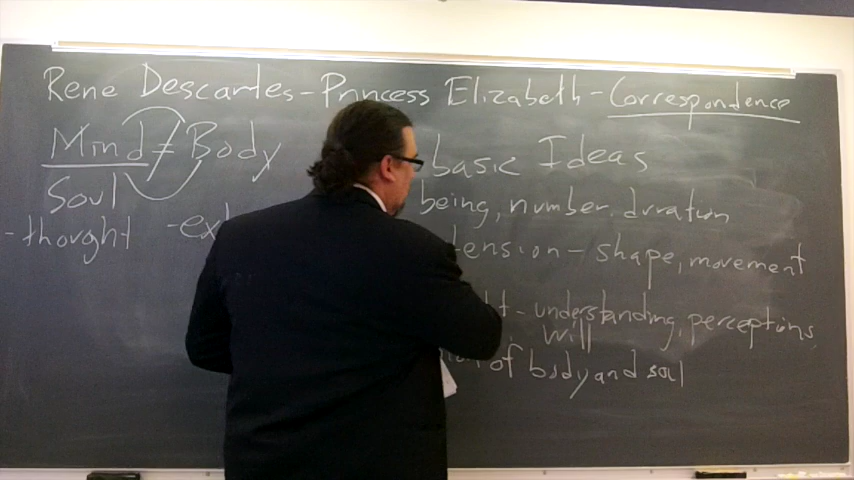 Rene Descartes - Princess Elizabeth - Correspondence
Mind ≠ Body
Soul
- thought - ext
basic Ideas
being, number, duration
tension - shape, movement
t - understanding, perceptions,
will
of body and soul